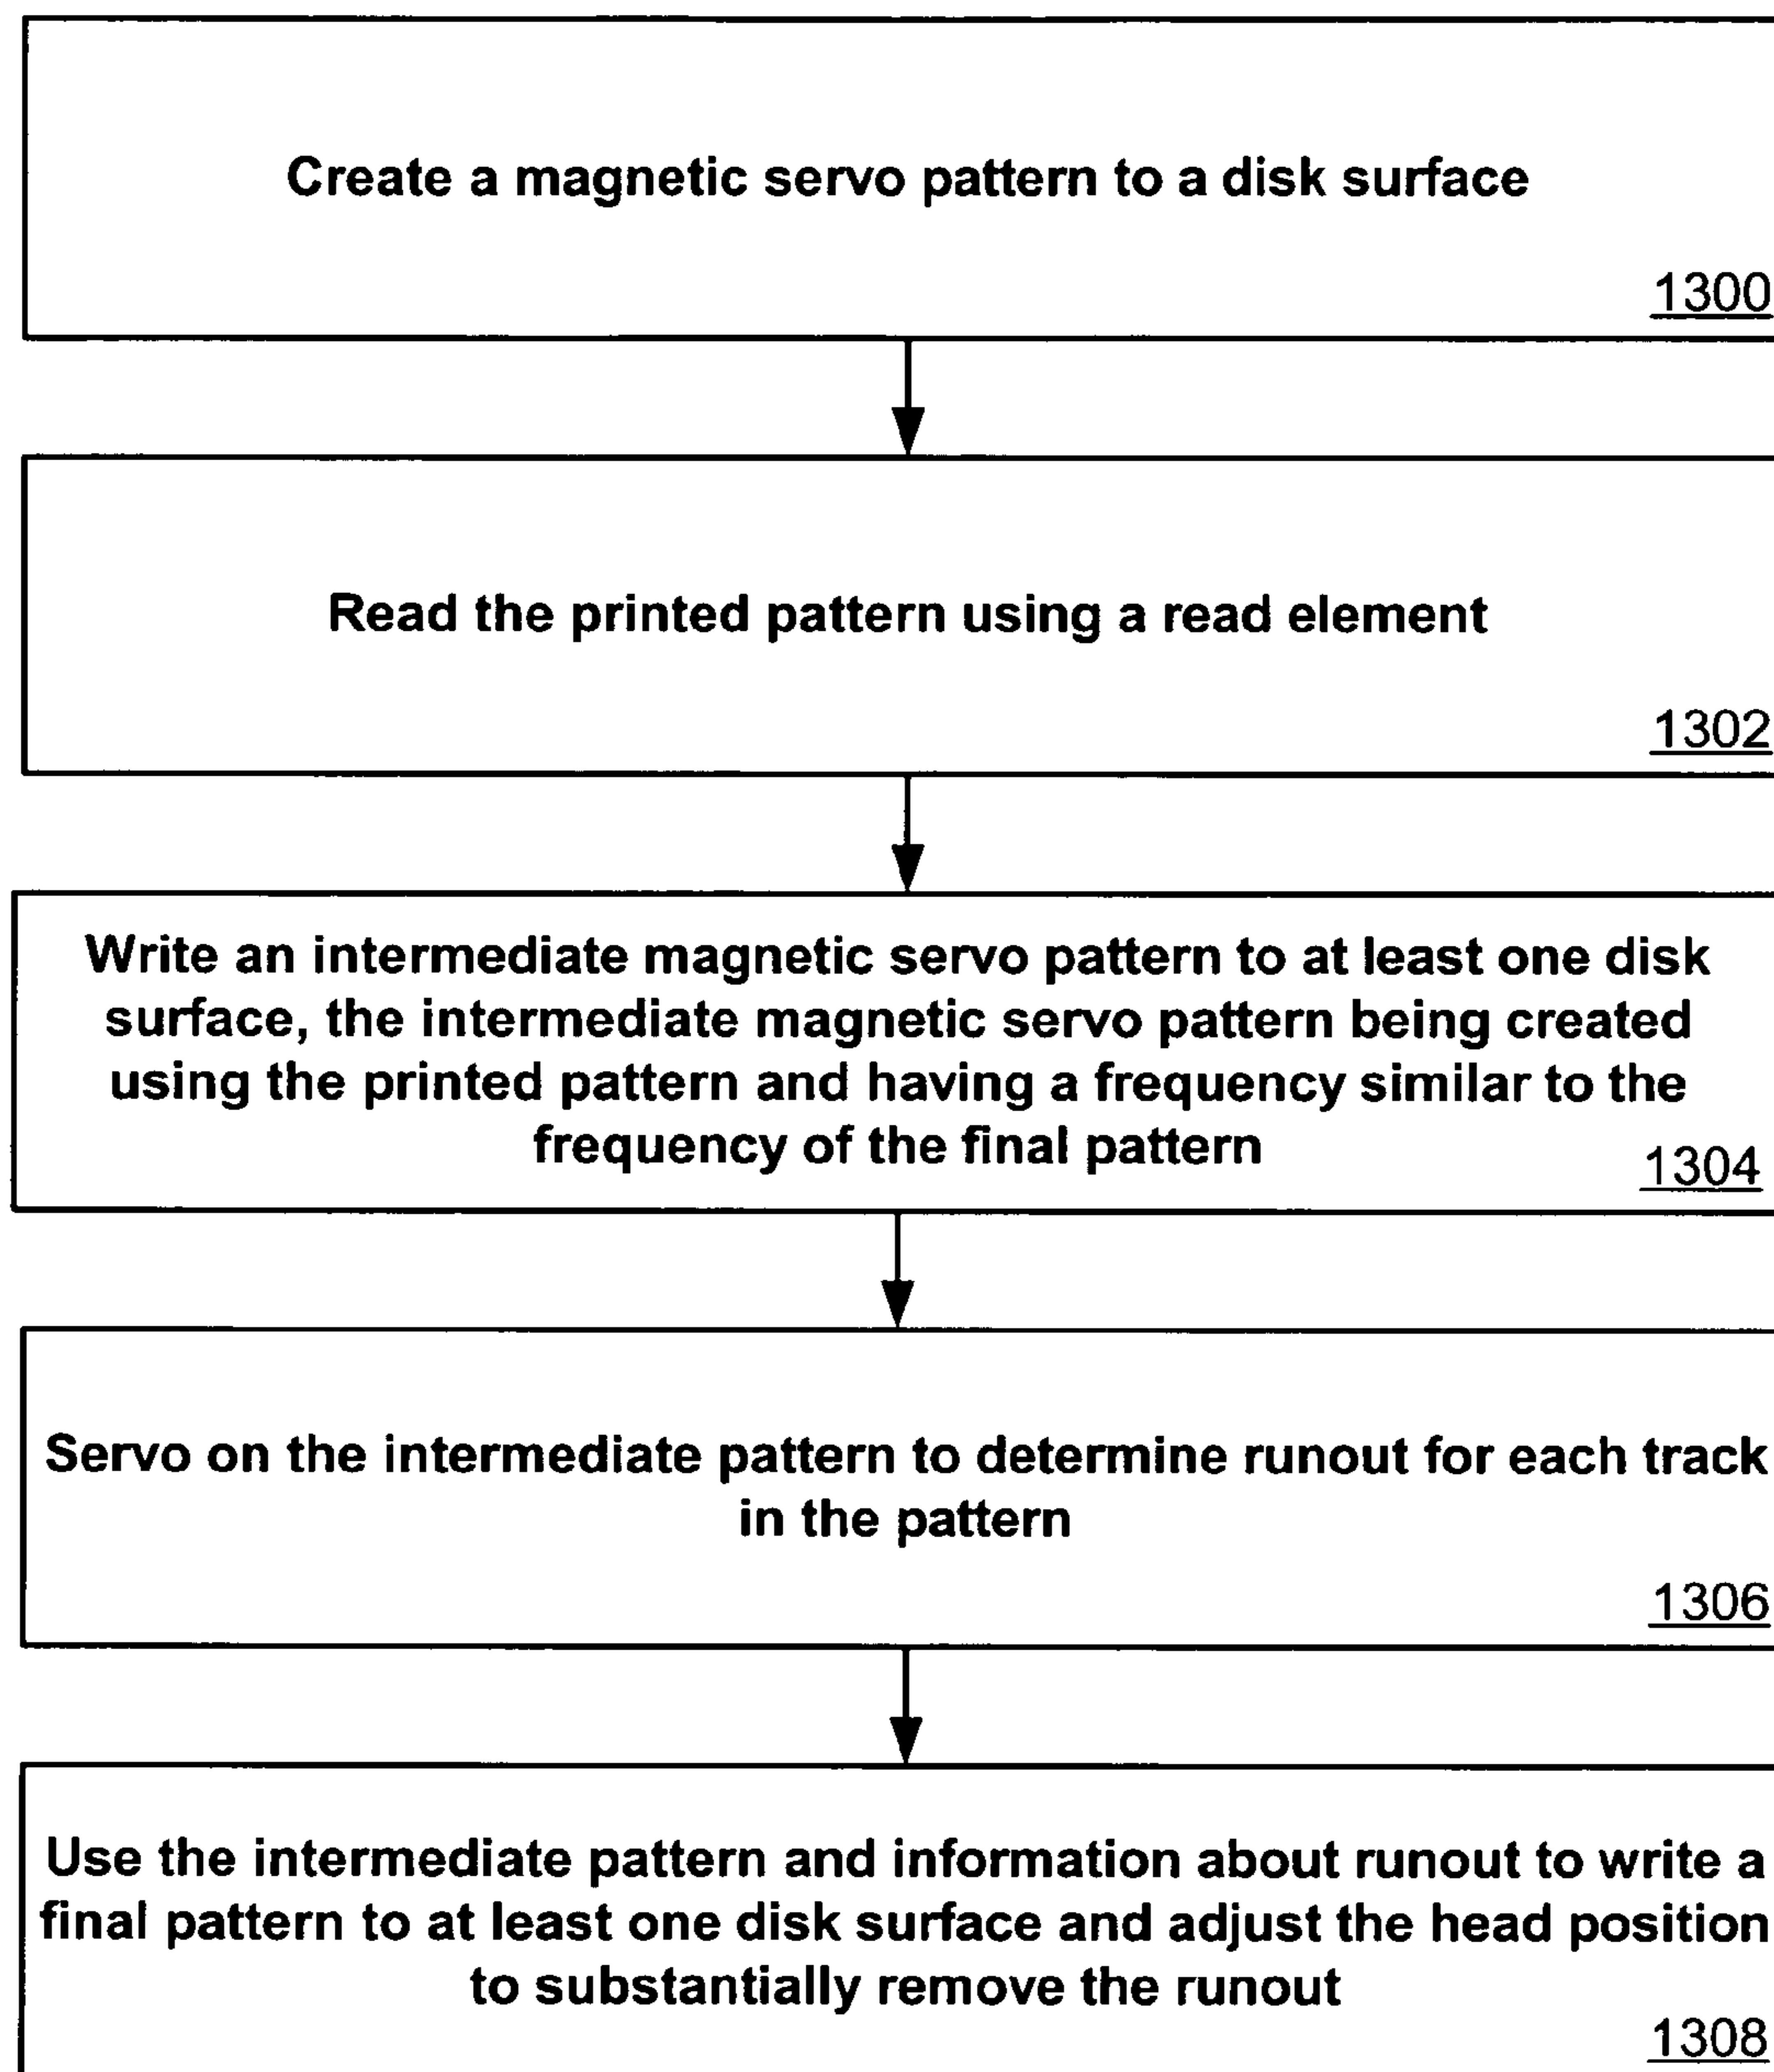 Create a magnetic servo pattern to a disk surface
1300
Read the printed pattern using a read element
1302
Write an intermediate magnetic servo pattern to at least one disk
surface, the intermediate magnetic servo pattern being created
using the printed pattern and having a frequency similar to the
frequency of the final pattern
1304
Servo on the intermediate pattern to determine runout for each track
in the pattern
1306
Use the intermediate pattern and information about runout to write a
final pattern to at least one disk surface and adjust the head position
to substantially remove the runout
1308